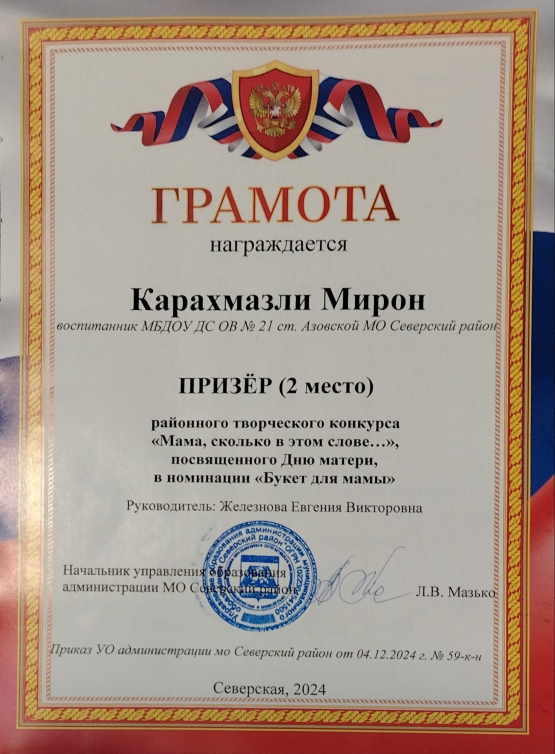 ГРАМОТА
награждается
Карахмазли Мирон
воспитанник МБДОУ ДС ОВ № 21 ст. Азовской МО Северский район
ПРИЗЁР (2 место)
районного творческого конкурса
«Мама, сколько в этом слове…»,
посвященного Дню матери,
в номинации «Букет для мамы»
Руководитель: Железнова Евгения Викторовна
Начальник управления образования
администрации МО Северский район
Л.В. Мазько
Приказ УО администрации мо Северский район от 04.12.2024 г. № 59-к-н
Северская, 2024